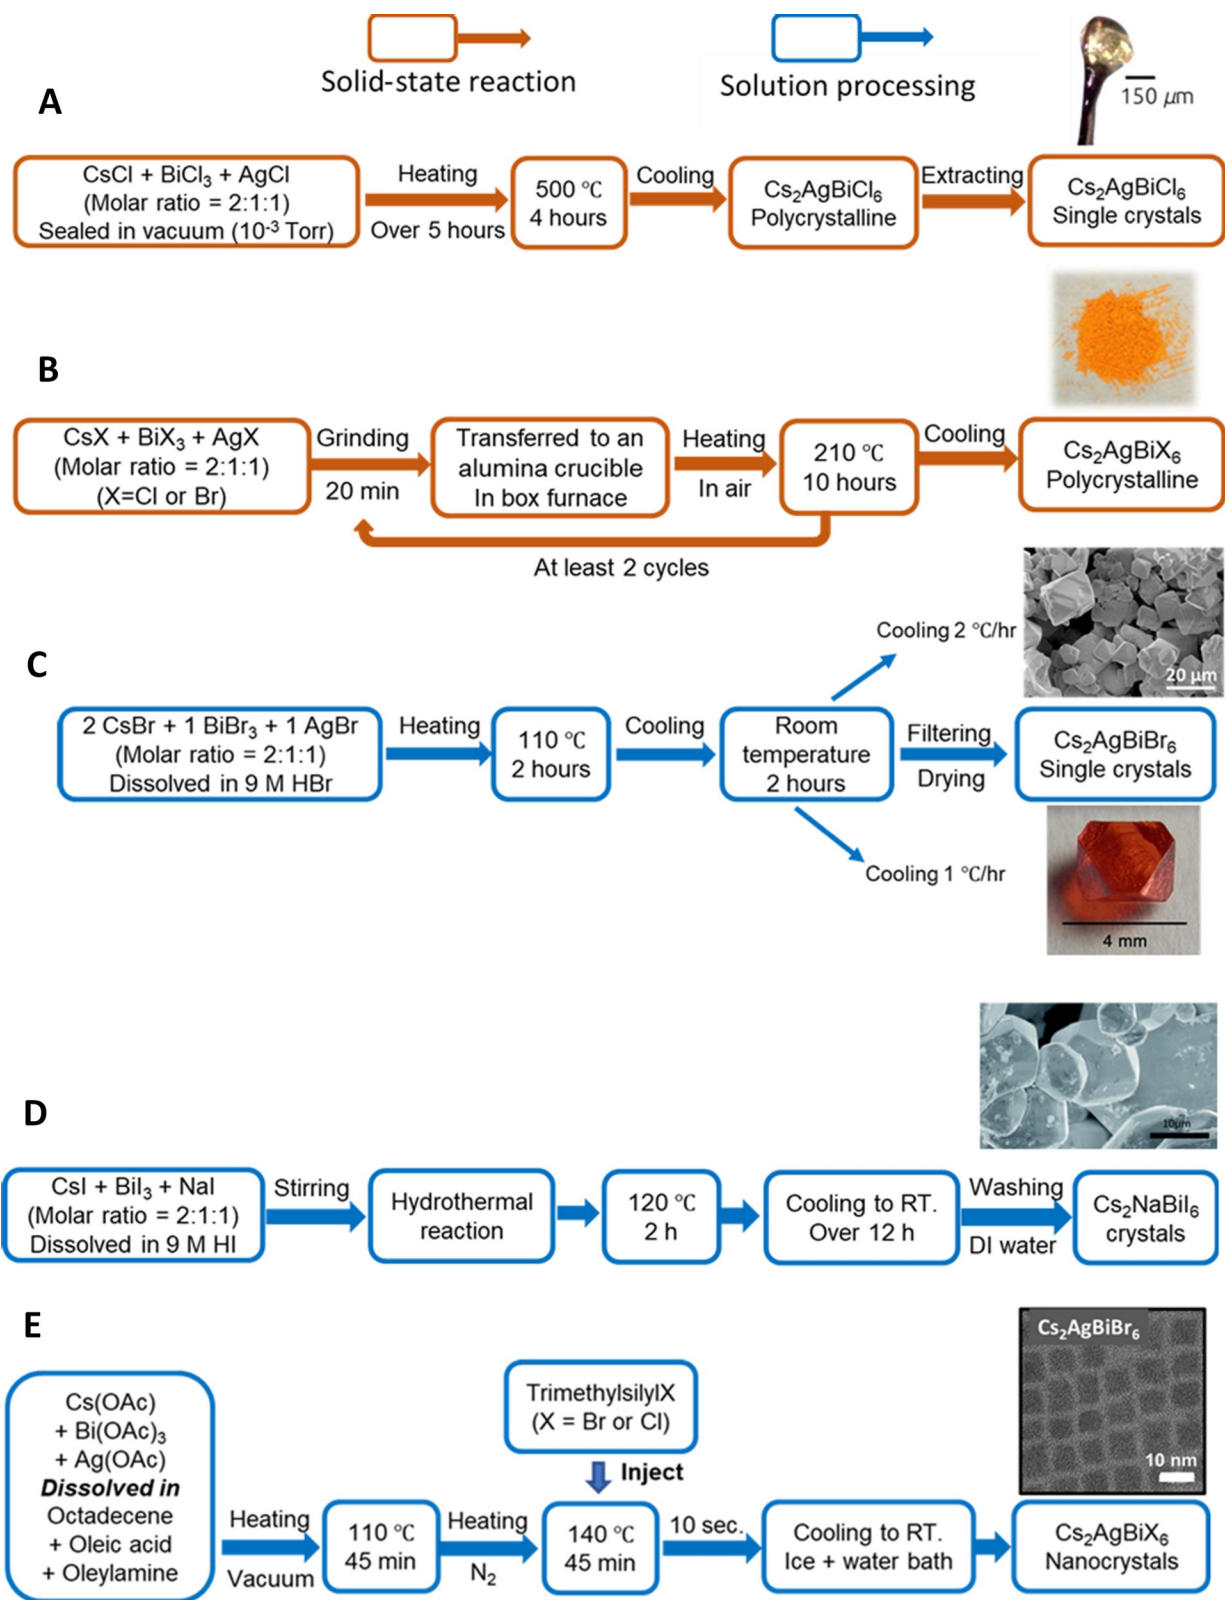 Solid-state reaction
Solution processing
150 µm
A
CsCl + BiCl₃ + AgCl
(Molar ratio = 2:1:1)
Sealed in vacuum (10⁻³ Torr)
Heating
Over 5 hours
500 ℃
4 hours
Cooling
Cs₂AgBiCl₆
Polycrystalline
Extracting
Cs₂AgBiCl₆
Single crystals
B
CsX + BiX₃ + AgX
(Molar ratio = 2:1:1)
(X=Cl or Br)
Grinding
20 min
Transferred to an
alumina crucible
In box furnace
Heating
In air
210 ℃
10 hours
Cooling
Cs₂AgBiX₆
Polycrystalline
At least 2 cycles
C
Cooling 2 ℃/hr
20 µm
2 CsBr + 1 BiBr₃ + 1 AgBr
(Molar ratio = 2:1:1)
Dissolved in 9 M HBr
Heating
110 ℃
2 hours
Cooling
Room
temperature
2 hours
Filtering
Drying
Cs₂AgBiBr₆
Single crystals
Cooling 1 ℃/hr
4 mm
D
10µm
CsI + BiI₃ + NaI
(Molar ratio = 2:1:1)
Dissolved in 9 M HI
Stirring
Hydrothermal
reaction
120 ℃
2 h
Cooling to RT.
Over 12 h
Washing
DI water
Cs₂NaBiI₆
crystals
E
Cs₂AgBiBr₆
10 nm
Cs(OAc)
+ Bi(OAc)₃
+ Ag(OAc)
Dissolved in
Octadecene
+ Oleic acid
+ Oleylamine
Heating
Vacuum
110 ℃
45 min
Heating
N₂
TrimethylsilylX
(X = Br or Cl)
Inject
140 ℃
45 min
10 sec.
Cooling to RT.
Ice + water bath
Cs₂AgBiX₆
Nanocrystals